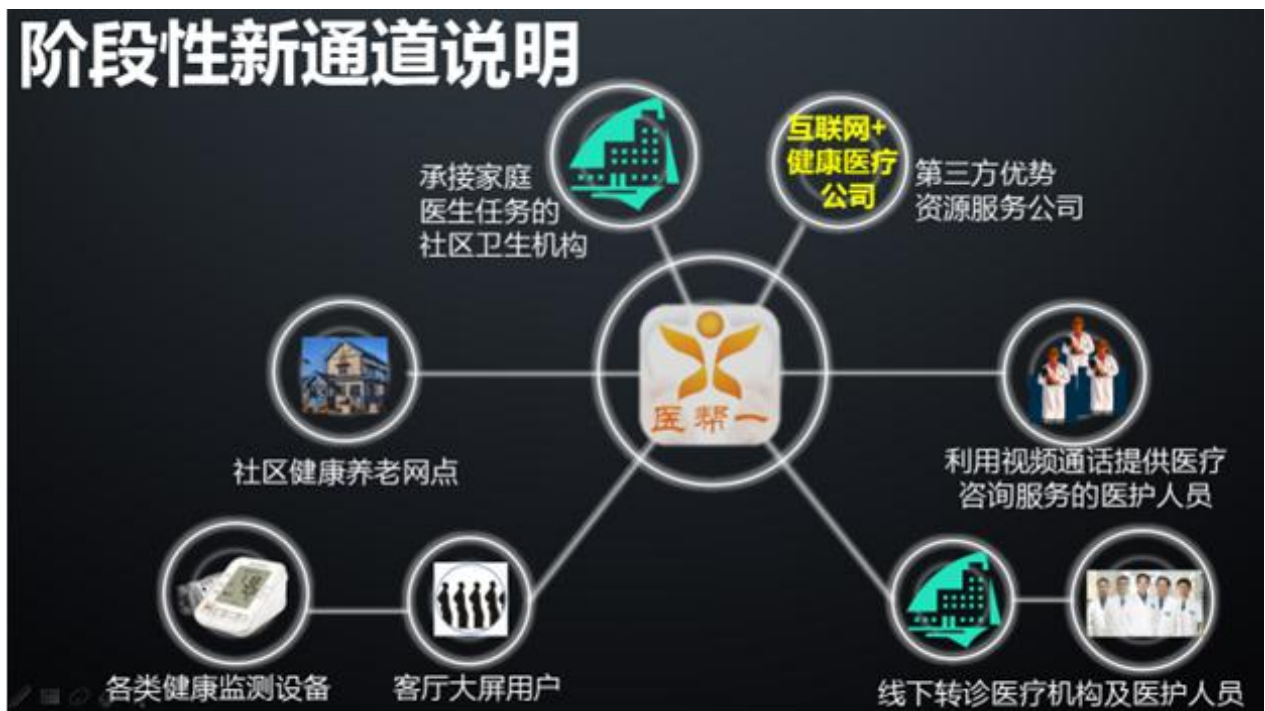 阶段性新通道说明
承接家庭
医生任务的
社区卫生机构
互联网+
健康医疗
公司
第三方优势
资源服务公司
医帮一
社区健康养老网点
利用视频通话提供医疗
咨询服务的医护人员
各类健康监测设备
客厅大屏用户
线下转诊医疗机构及医护人员